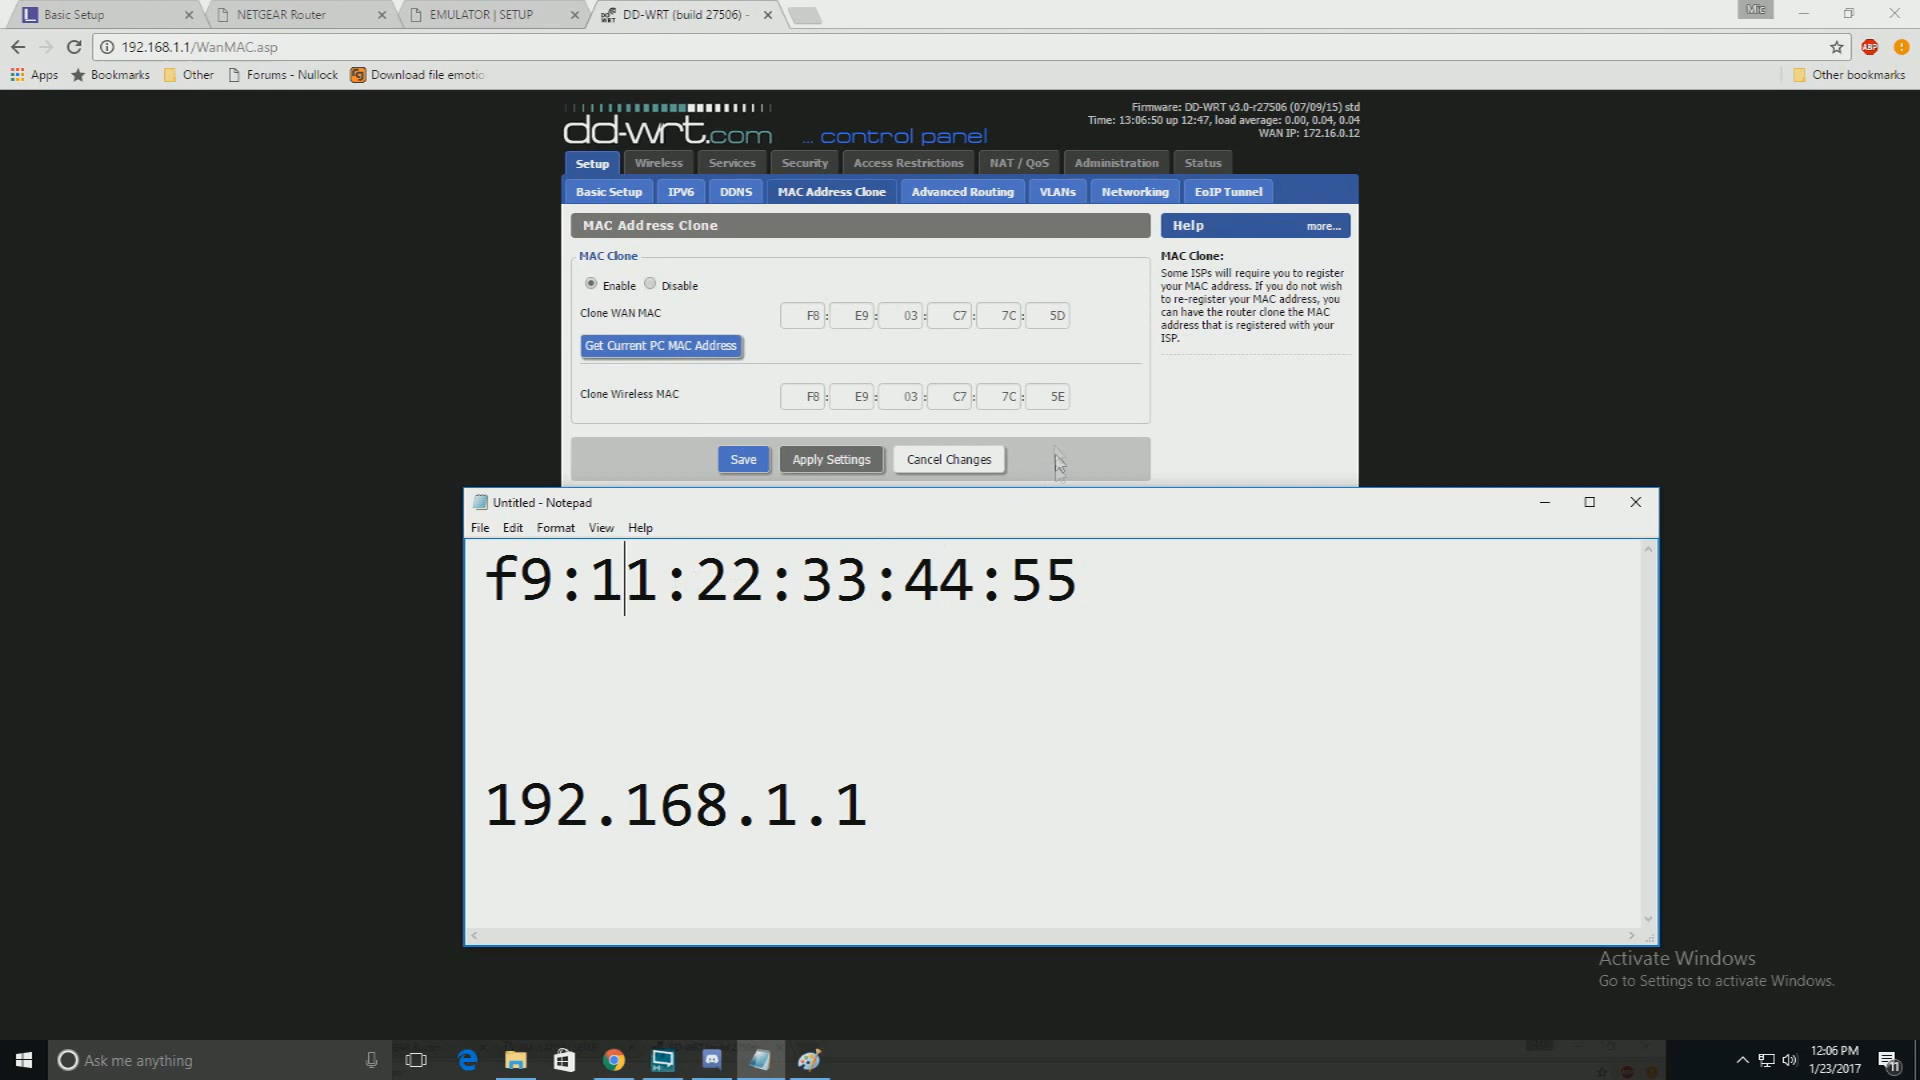 Basic Setup
NETGEAR Router
EMULATOR | SETUP
DD-WRT (build 27506) -
Mic
192.168.1.1/WanMAC.asp
ABP
Apps
Bookmarks
Other
Forums - Nullock
Download file emotio
Other bookmarks
dd-wrt.com
... control panel
Firmware: DD-WRT v3.0-r27506 (07/09/15) std
Time: 13:06:50 up 12:47, load average: 0.00, 0.04, 0.04
WAN IP: 172.16.0.12
Setup
Wireless
Services
Security
Access Restrictions
NAT / QoS
Administration
Status
Basic Setup
IPV6
DDNS
MAC Address Clone
Advanced Routing
VLANs
Networking
EoIP Tunnel
MAC Address Clone
MAC Clone
Enable
Disable
Clone WAN MAC
F8 : E9 : 03 : C7 : 7C : 5D
Get Current PC MAC Address
Clone Wireless MAC
F8 : E9 : 03 : C7 : 7C : 5E
Save
Apply Settings
Cancel Changes
Help
more...
MAC Clone:
Some ISPs will require you to register
your MAC address. If you do not wish
to re-register your MAC address, you
can have the router clone the MAC
address that is registered with your
ISP.
Untitled - Notepad
File
Edit
Format
View
Help
f9:11:22:33:44:55
192.168.1.1
Activate Windows
Go to Settings to activate Windows.
Ask me anything
12:06 PM
1/23/2017
11